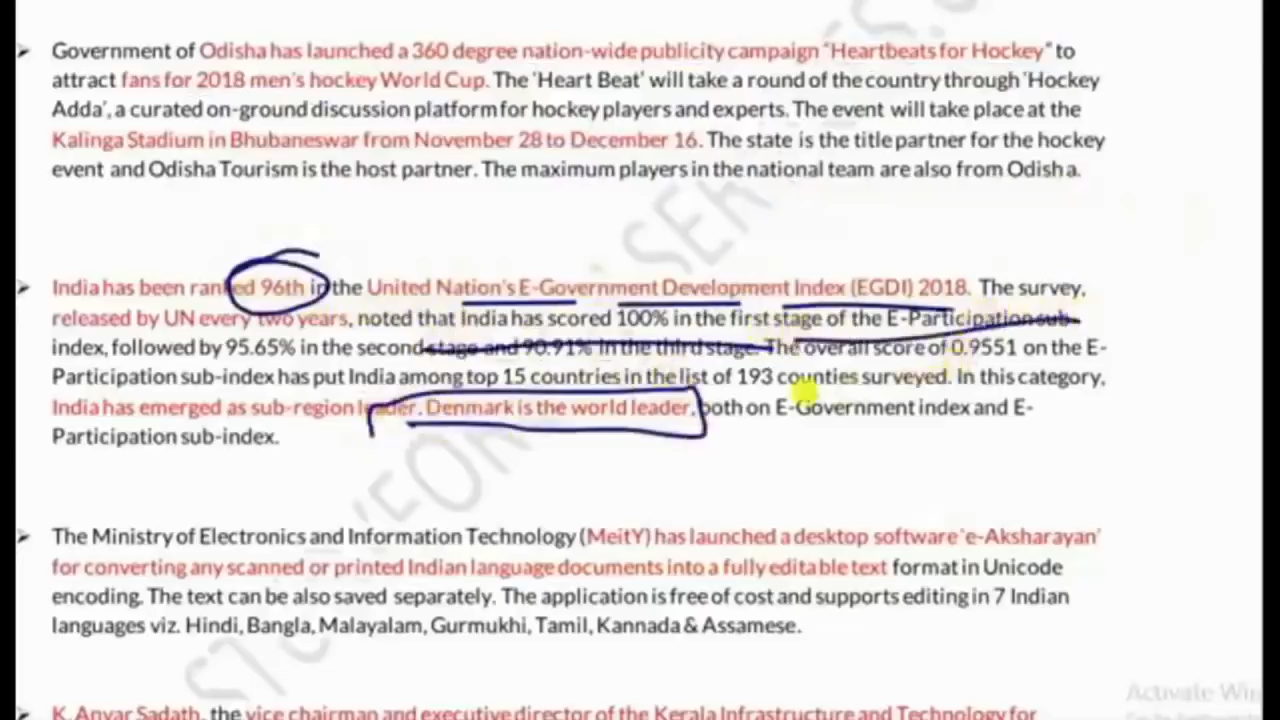 Government of Odisha has launched a 360 degree nation-wide publicity campaign "Heartbeats for Hockey" to
attract fans for 2018 men's hockey World Cup. The 'Heart Beat' will take a round of the country through 'Hockey
Adda', a curated on-ground discussion platform for hockey players and experts. The event will take place at the
Kalinga Stadium in Bhubaneswar from November 28 to December 16. The state is the title partner for the hockey
event and Odisha Tourism is the host partner. The maximum players in the national team are also from Odisha.
India has been ranked 96th in the United Nation's E-Government Development Index (EGDI) 2018. The survey,
released by UN every two years, noted that India has scored 100% in the first stage of the E-Participation sub-
index, followed by 95.65% in the second stage and 90.91% in the third stage. The overall score of 0.9551 on the E-
Participation sub-index has put India among top 15 countries in the list of 193 counties surveyed. In this category,
India has emerged as sub-region leader. Denmark is the world leader, both on E-Government index and E-
Participation sub-index.
The Ministry of Electronics and Information Technology (MeitY) has launched a desktop software 'e-Aksharayan'
for converting any scanned or printed Indian language documents into a fully editable text format in Unicode
encoding. The text can be also saved separately. The application is free of cost and supports editing in 7 Indian
languages viz. Hindi, Bangla, Malayalam, Gurmukhi, Tamil, Kannada & Assamese.
Activate Win
K. Anvar Sadath, the vice chairman and executive director of the Kerala Infrastructure and Technology for